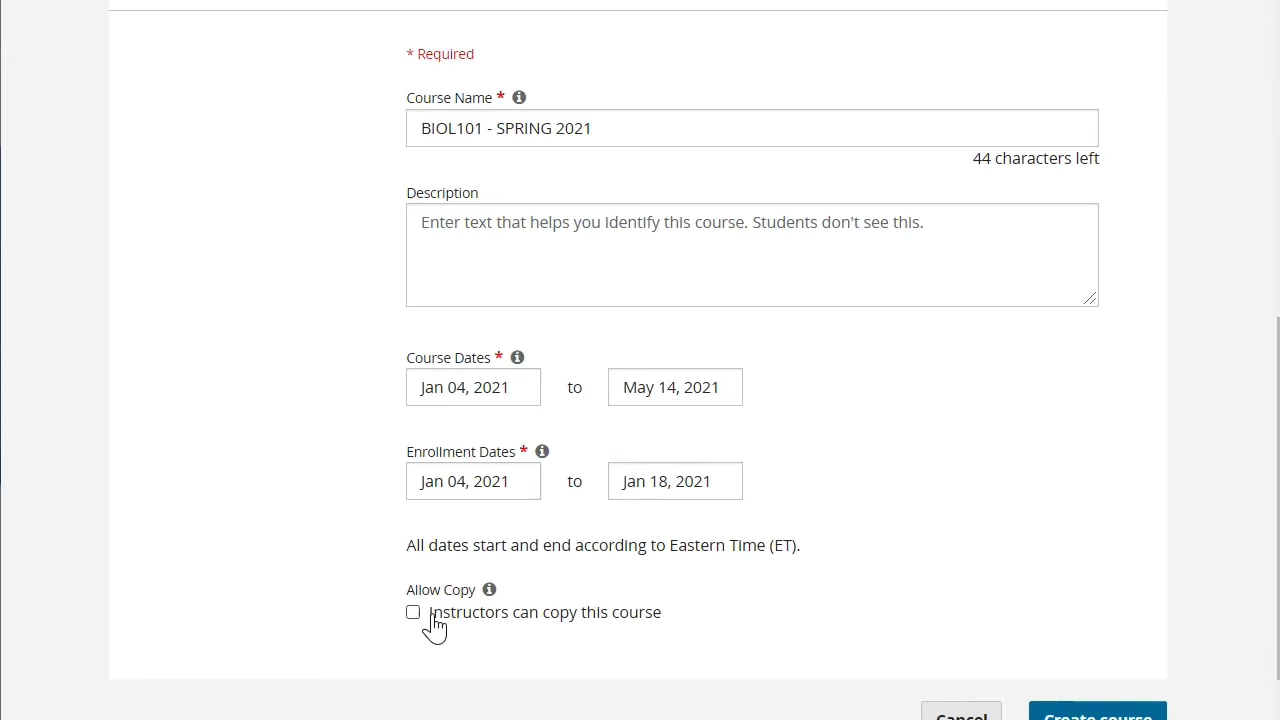 * Required
Course Name *
BIOL101 - SPRING 2021
44 characters left
Description
Enter text that helps you identify this course. Students don't see this.
Course Dates *
Jan 04, 2021 to May 14, 2021
Enrollment Dates *
Jan 04, 2021 to Jan 18, 2021
All dates start and end according to Eastern Time (ET).
Allow Copy
Instructors can copy this course
Cancel Create course